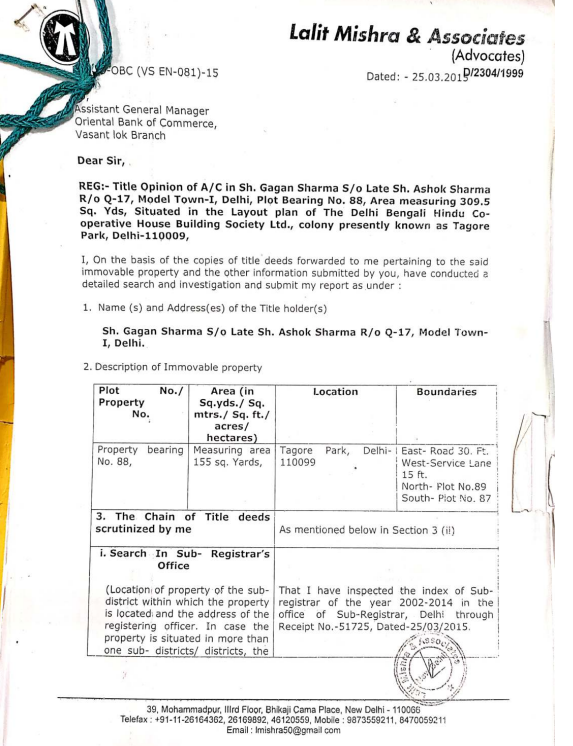 Lalit Mishra & Associates
(Advocates)
D/2304/1999
-OBC (VS EN-081)-15
Dated: - 25.03.2015
Assistant General Manager
Oriental Bank of Commerce,
Vasant lok Branch
Dear Sir,
REG:- Title Opinion of A/C in Sh. Gagan Sharma S/o Late Sh. Ashok Sharma
R/o Q-17, Model Town-I, Delhi, Plot Bearing No. 88, Area measuring 309.5
Sq. Yds, Situated in the Layout plan of The Delhi Bengali Hindu Co-
operative House Building Society Ltd., colony presently known as Tagore
Park, Delhi-110009,
I, On the basis of the copies of title deeds forwarded to me pertaining to the said
immovable property and the other information submitted by you, have conducted a
detailed search and investigation and submit my report as under :
1. Name (s) and Address(es) of the Title holder(s)
Sh. Gagan Sharma S/o Late Sh. Ashok Sharma R/o Q-17, Model Town-
I, Delhi.
2. Description of Immovable property
Plot No./
Property
No.
Area (in
Sq.yds./ Sq.
mtrs./ Sq. ft./
acres/
hectares)
Location
Boundaries
Property bearing
No. 88,
Measuring area
155 sq. Yards,
Tagore Park, Delhi-
110099
East- Road 30. Ft.
West-Service Lane
15 ft.
North- Plot No.89
South- Plot No. 87
3. The Chain of Title deeds
scrutinized by me
As mentioned below in Section 3 (ii)
i. Search In Sub- Registrar's
Office
(Location of property of the sub-
district within which the property
is located and the address of the
registering officer. In case the
property is situated in more than
one sub- districts/ districts, the
That I have inspected the index of Sub-
registrar of the year 2002-2014 in the
office of Sub-Registrar, Delhi through
Receipt No.-51725, Dated-25/03/2015.
Lalit Mishra & Associates
New Delhi
39, Mohammadpur, IIIrd Floor, Bhikaji Cama Place, New Delhi - 110066
Telefax : +91-11-26164362, 26169892, 46120559, Mobile : 9873559211, 8470059211
Email : lmishra50@gmail.com